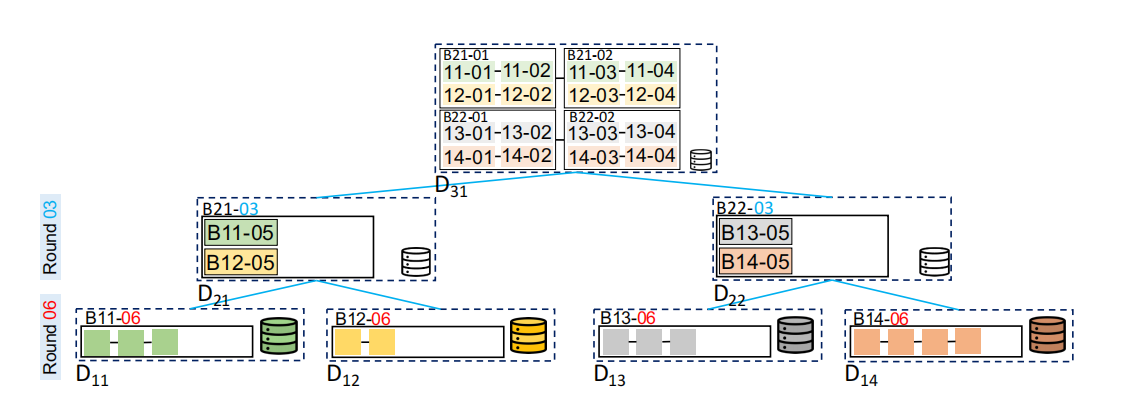 B21-01 B21-02
11-01-11-02 11-03-11-04
12-01-12-02 12-03-12-04
B22-01 B22-02
13-01-13-02 13-03-13-04
14-01-14-02 14-03-14-04
D31
Round 03
B21-03
B11-05
B12-05
D21
B22-03
B13-05
B14-05
D22
Round 06
B11-06
D11
B12-06
D12
B13-06
D13
B14-06
D14